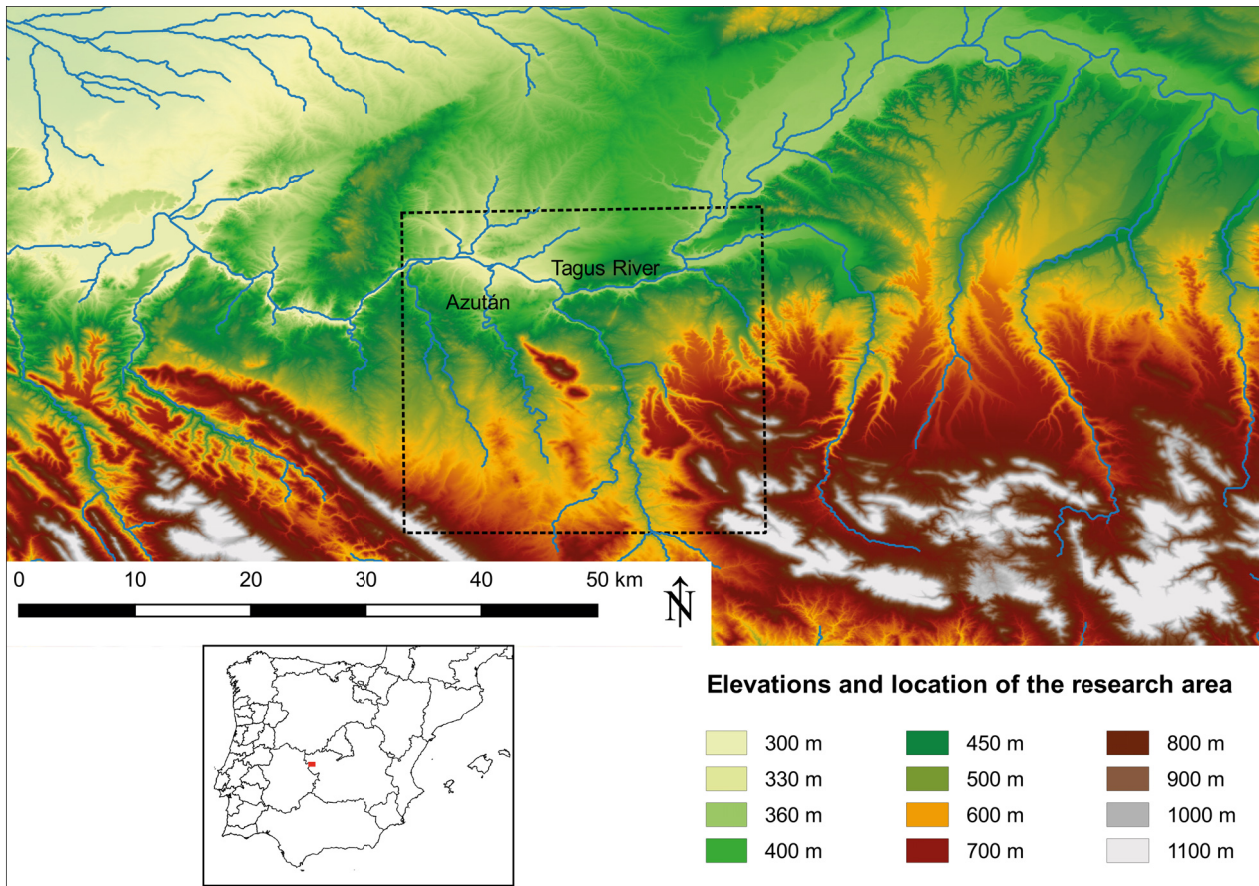 Tagus River
Azután
0 10 20 30 40 50 km
N
Elevations and location of the research area
300 m 450 m 800 m
330 m 500 m 900 m
360 m 600 m 1000 m
400 m 700 m 1100 m